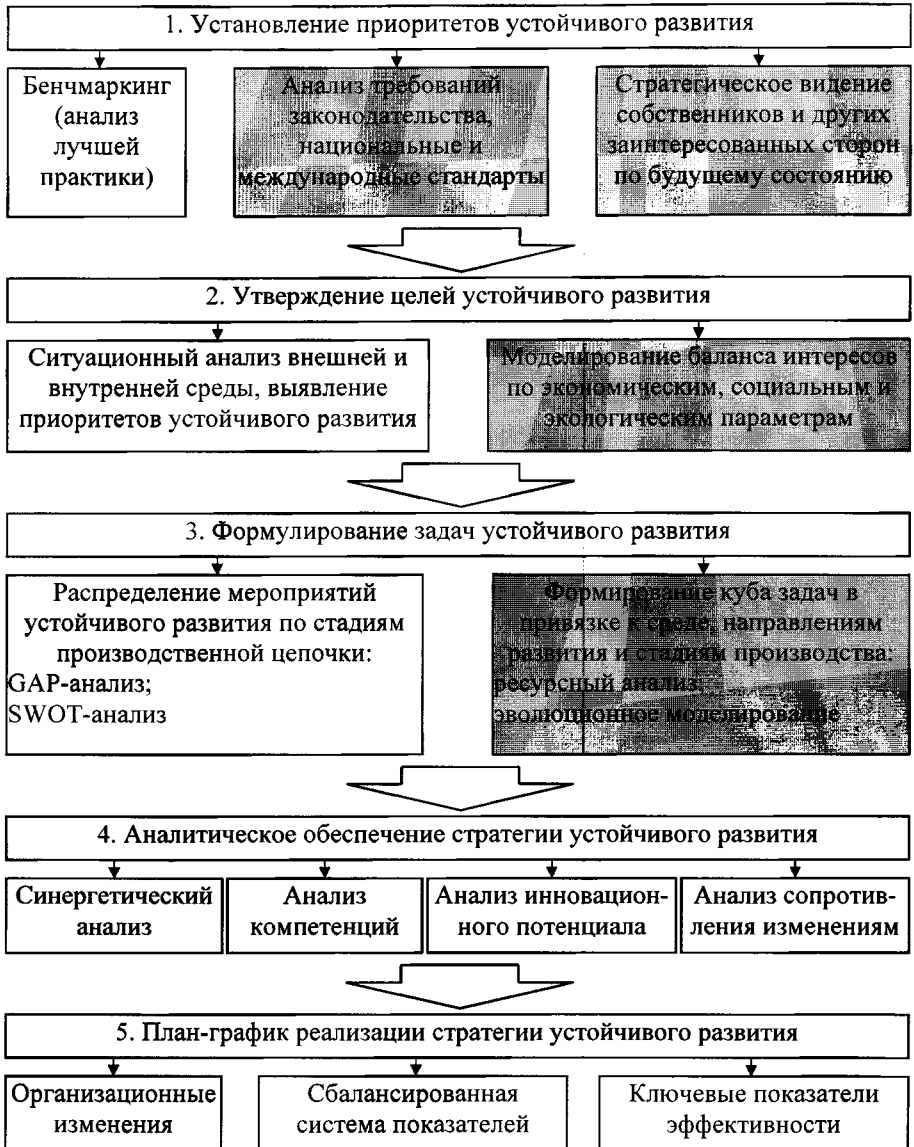 1. Установление приоритетов устойчивого развития
Бенчмаркинг
(анализ
лучшей
практики)
Анализ требований
законодательства,
национальные и
международные стандарты
Стратегическое видение
собственников и других
заинтересованных сторон
по будущему состоянию
2. Утверждение целей устойчивого развития
Ситуационный анализ внешней и
внутренней среды, выявление
приоритетов устойчивого развития
Моделирование баланса интересов
по экономическим, социальным и
экологическим параметрам
3. Формулирование задач устойчивого развития
Распределение мероприятий
устойчивого развития по стадиям
производственной цепочки:
GAP-анализ;
SWOT-анализ
Формирование куба задач в
привязке к среде, направлениям
развития и стадиям производства:
ресурсный анализ;
эволюционное моделирование
4. Аналитическое обеспечение стратегии устойчивого развития
Синергетический
анализ
Анализ
компетенций
Анализ инновацион-
ного потенциала
Анализ сопротив-
ления изменениям
5. План-график реализации стратегии устойчивого развития
Организационные
изменения
Сбалансированная
система показателей
Ключевые показатели
эффективности